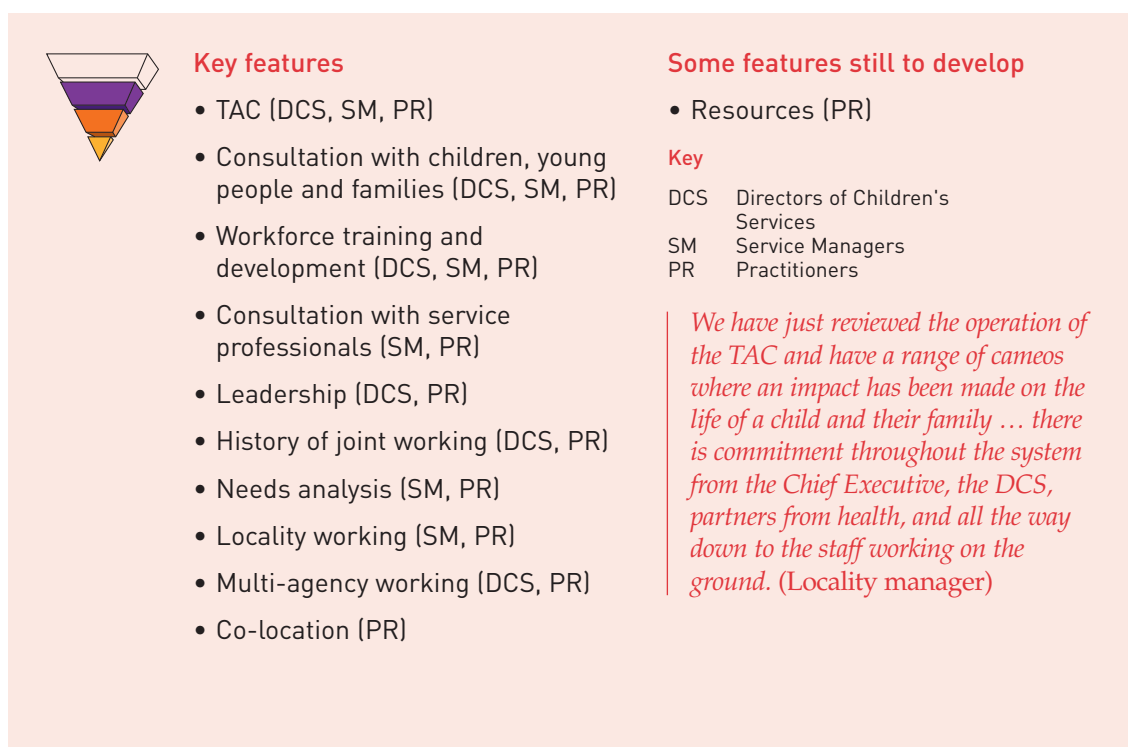 Key features
• TAC (DCS, SM, PR)
• Consultation with children, young
people and families (DCS, SM, PR)
• Workforce training and
development (DCS, SM, PR)
• Consultation with service
professionals (SM, PR)
• Leadership (DCS, PR)
• History of joint working (DCS, PR)
• Needs analysis (SM, PR)
• Locality working (SM, PR)
• Multi-agency working (DCS, PR)
• Co-location (PR)
Some features still to develop
• Resources (PR)
Key
DCS Directors of Children's
Services
SM Service Managers
PR Practitioners
We have just reviewed the operation of
the TAC and have a range of cameos
where an impact has been made on the
life of a child and their family … there
is commitment throughout the system
from the Chief Executive, the DCS,
partners from health, and all the way
down to the staff working on the
ground. (Locality manager)